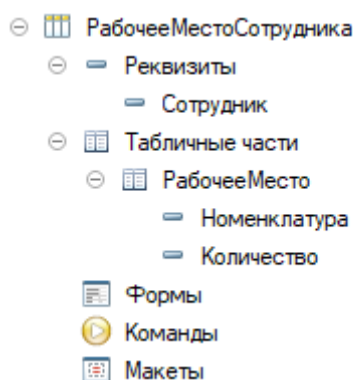 РабочееМестоСотрудника
Реквизиты
Сотрудник
Табличные части
РабочееМесто
Номенклатура
Количество
Формы
Команды
Макеты